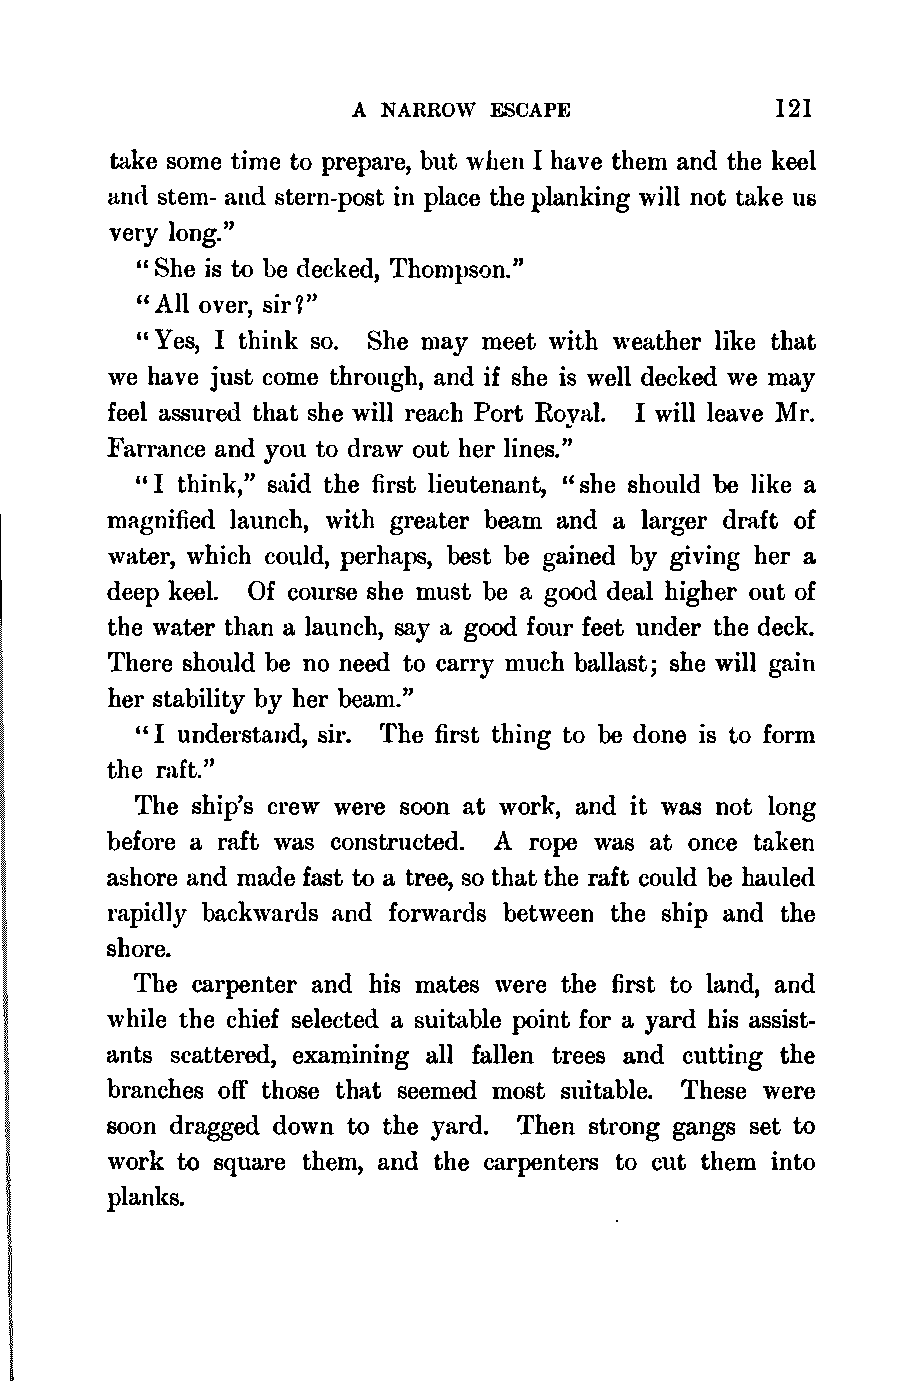 A NARROW ESCAPE 121
take some time to prepare, but when I have them and the keel
and stem- and stern-post in place the planking will not take us
very long."
"She is to be decked, Thompson."
"All over, sir?"
"Yes, I think so. She may meet with weather like that
we have just come through, and if she is well decked we may
feel assured that she will reach Port Royal. I will leave Mr.
Farrance and you to draw out her lines."
"I think," said the first lieutenant, "she should be like a
magnified launch, with greater beam and a larger draft of
water, which could, perhaps, best be gained by giving her a
deep keel. Of course she must be a good deal higher out of
the water than a launch, say a good four feet under the deck.
There should be no need to carry much ballast; she will gain
her stability by her beam."
"I understand, sir. The first thing to be done is to form
the raft."
The ship's crew were soon at work, and it was not long
before a raft was constructed. A rope was at once taken
ashore and made fast to a tree, so that the raft could be hauled
rapidly backwards and forwards between the ship and the
shore.
The carpenter and his mates were the first to land, and
while the chief selected a suitable point for a yard his assist-
ants scattered, examining all fallen trees and cutting the
branches off those that seemed most suitable. These were
soon dragged down to the yard. Then strong gangs set to
work to square them, and the carpenters to cut them into
planks.